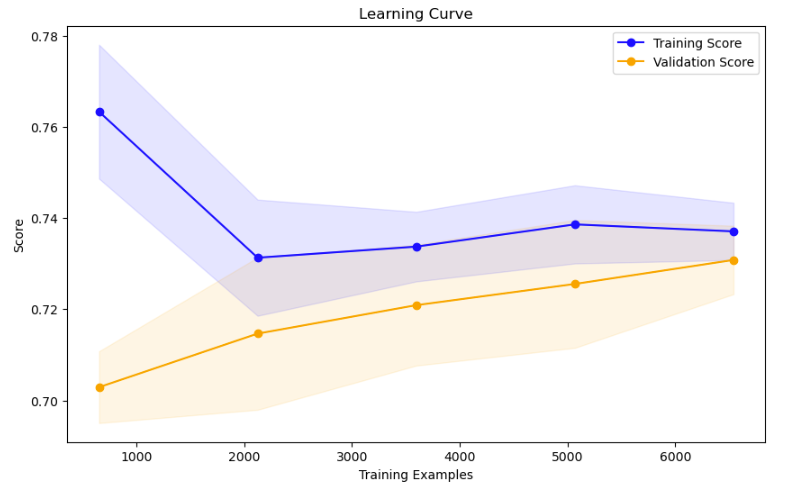 Learning Curve
Training Score
Validation Score
0.78
0.76
0.74
0.72
0.70
Score
1000 2000 3000 4000 5000 6000
Training Examples